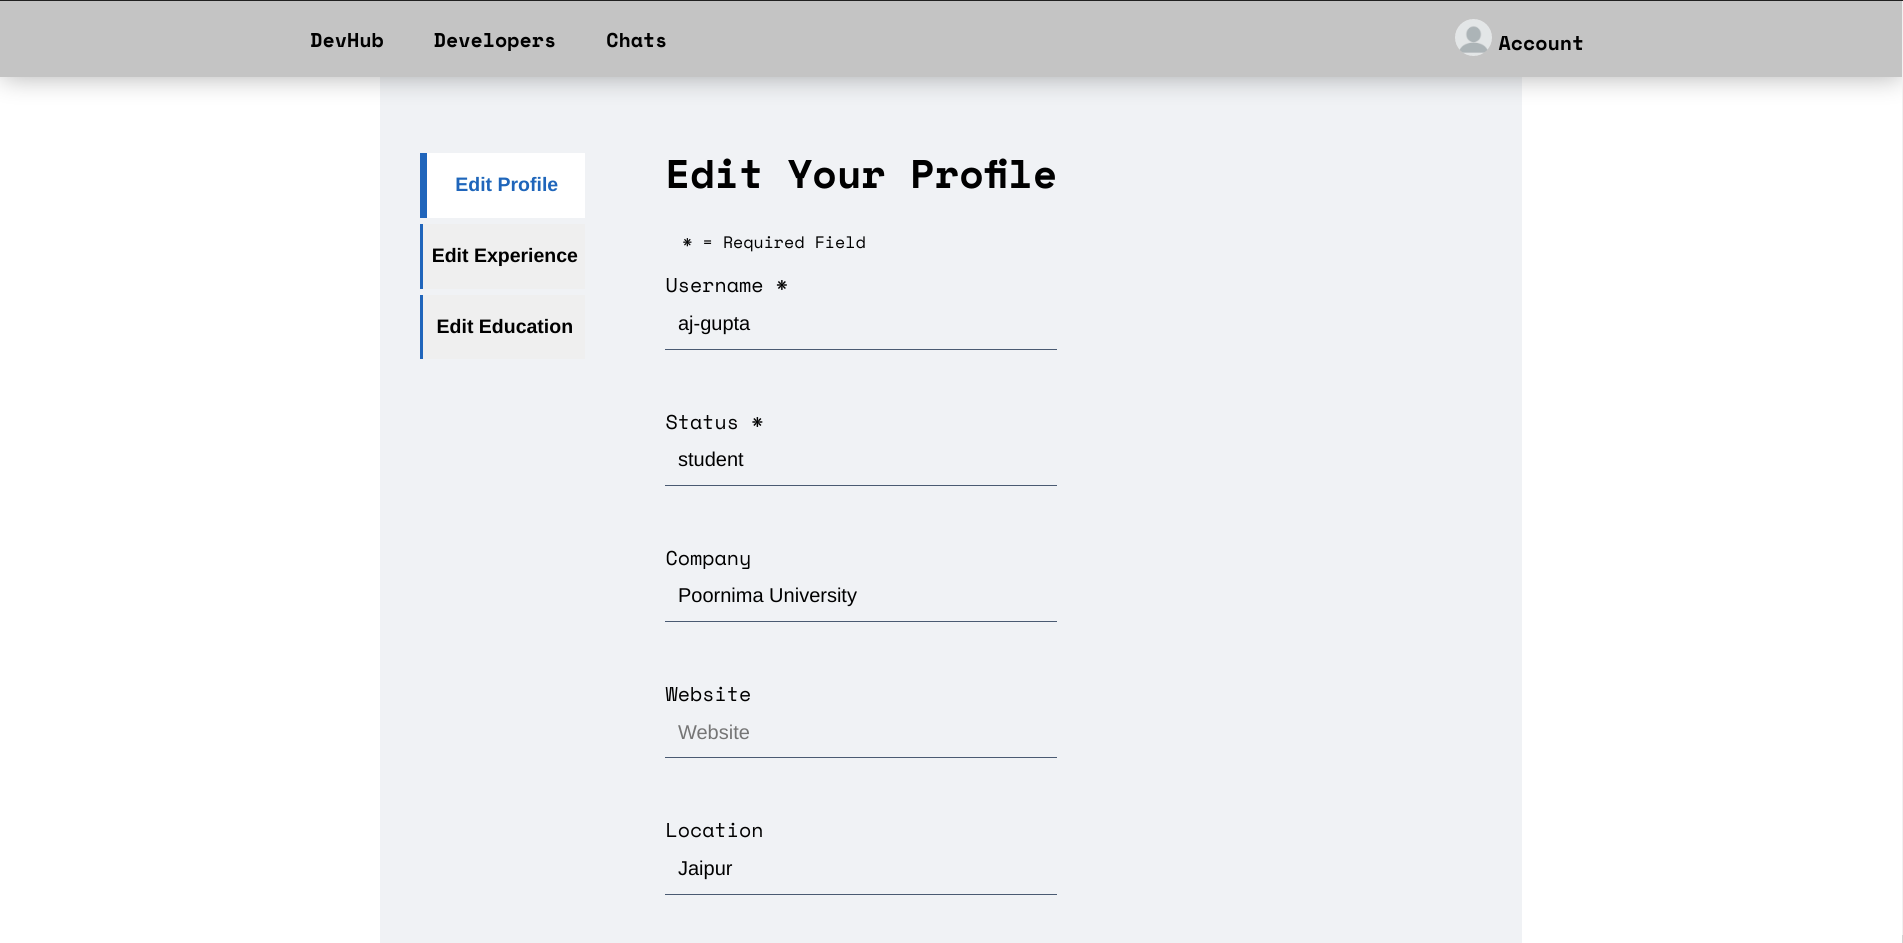 DevHub Developers Chats Account
Edit Profile
Edit Experience
Edit Education
Edit Your Profile
* = Required Field
Username *
aj-gupta
Status *
student
Company
Poornima University
Website
Website
Location
Jaipur